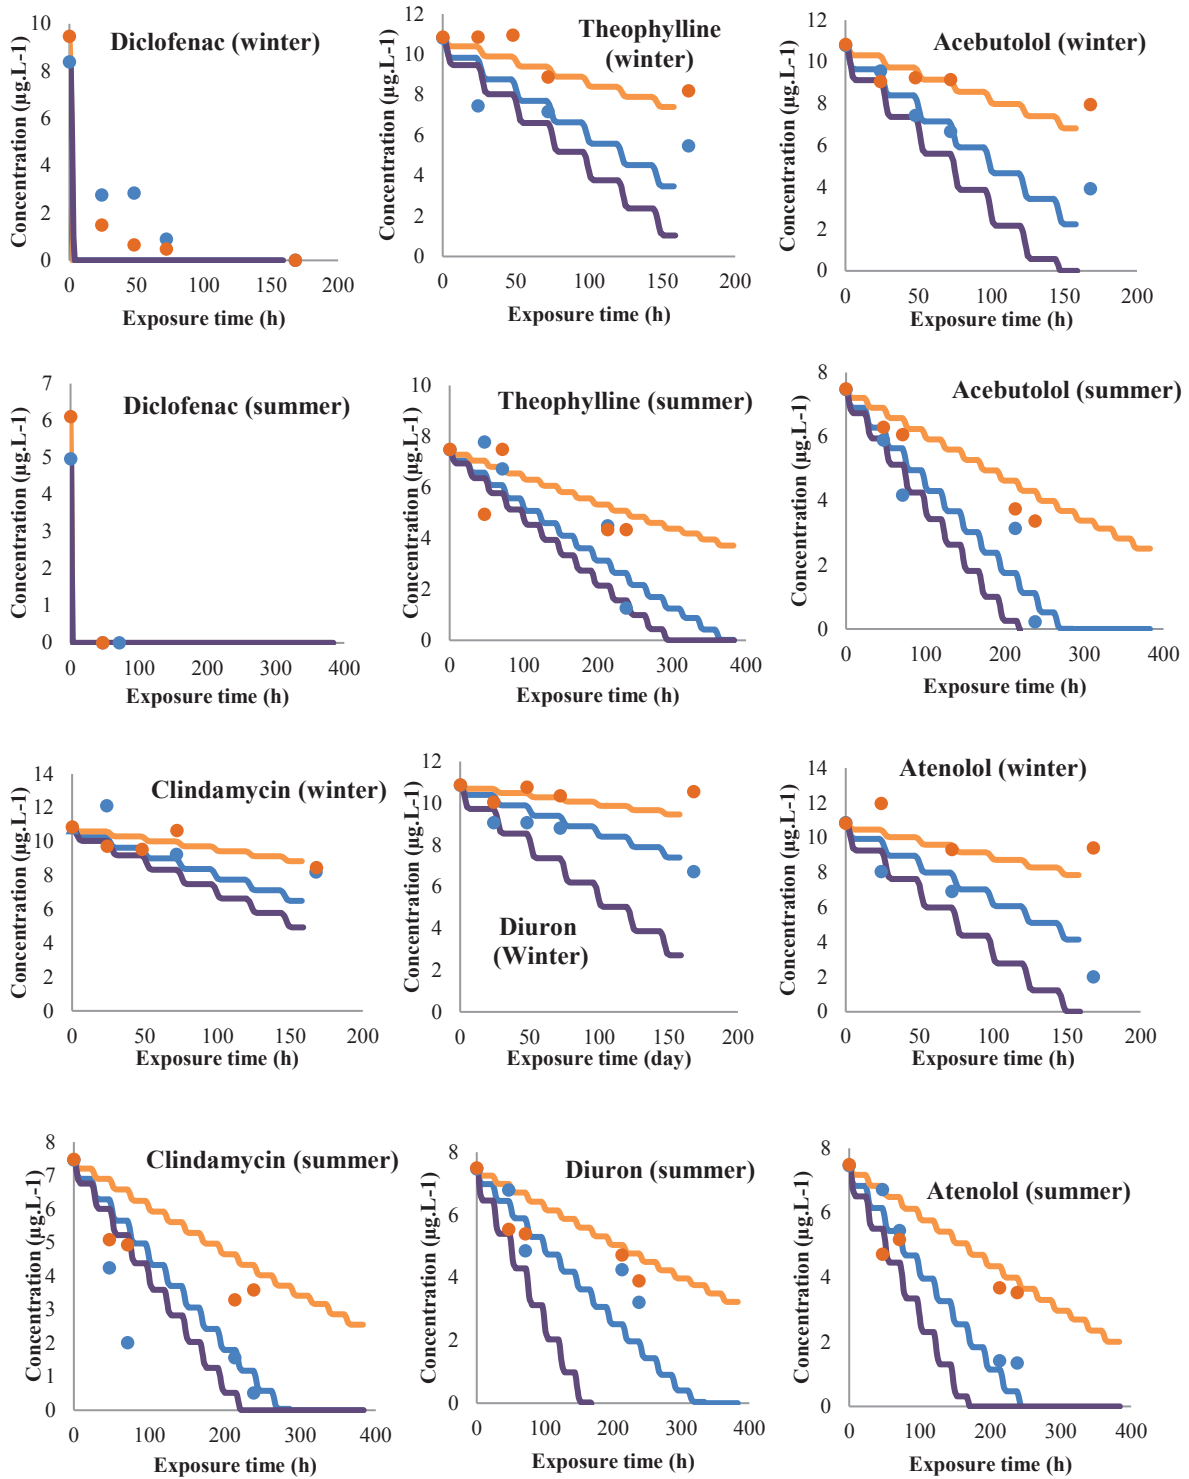 Diclofenac (winter)
Concentration (µg.L-1)
10
8
6
4
2
0
0 50 100 150 200
Exposure time (h)
Theophylline
(winter)
Concentration (µg.L-1)
12
10
8
6
4
2
0
0 50 100 150 200
Exposure time (h)
Acebutolol (winter)
Concentration (µg.L-1)
12
10
8
6
4
2
0
0 50 100 150 200
Exposure time (h)
Diclofenac (summer)
Concentration (µg.L-1)
7
6
5
4
3
2
1
0
0 100 200 300 400
Exposure time (h)
Theophylline (summer)
Concentration (µg.L-1)
10
8
6
4
2
0
0 100 200 300 400
Exposure time (h)
Acebutolol (summer)
Concentration (µg.L-1)
8
6
4
2
0
0 100 200 300 400
Exposure time (h)
Clindamycin (winter)
Concentration (µg.L-1)
14
12
10
8
6
4
2
0
0 50 100 150 200
Exposure time (h)
Diuron
(Winter)
Concentration (µg.L-1)
12
10
8
6
4
2
0
0 50 100 150 200
Exposure time (day)
Atenolol (winter)
Concentration (µg.L-1)
14
12
10
8
6
4
2
0
0 50 100 150 200
Exposure time (h)
Clindamycin (summer)
Concentration (µg.L-1)
8
7
6
5
4
3
2
1
0
0 100 200 300 400
Exposure time (h)
Diuron (summer)
Concentration (µg.L-1)
8
6
4
2
0
0 100 200 300 400
Exposure time (h)
Atenolol (summer)
Concentration (µg.L-1)
8
6
4
2
0
0 100 200 300 400
Exposure time (h)